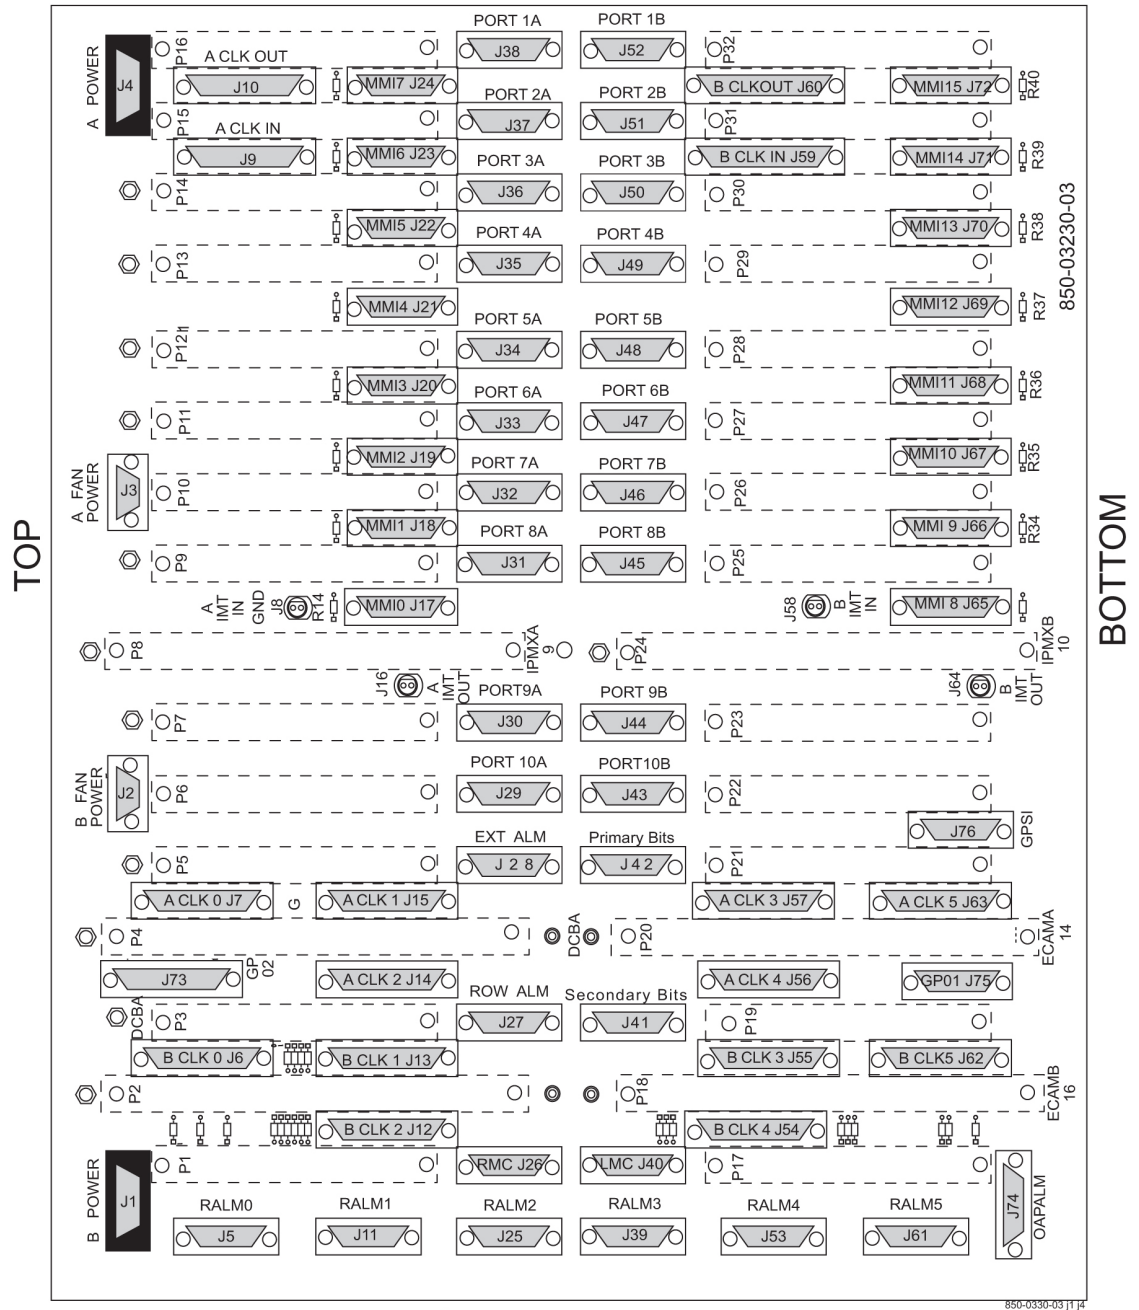 PORT 1A
PORT 1B
A POWER
J4
P16
A CLK OUT
J10
MMI7 J24
J38
J52
P32
B CLKOUT J60
MMI15 J72
R40
P15
PORT 2A
PORT 2B
J37
J51
P31
A CLK IN
J9
MMI6 J23
B CLK IN J59
MMI14 J71
R39
PORT 3A
PORT 3B
P14
J36
J50
P30
850-03230-03
MMI5 J22
MMI13 J70
R38
PORT 4A
PORT 4B
P13
J35
J49
P29
MMI4 J21
MMI12 J69
R37
PORT 5A
PORT 5B
P12
J34
J48
P28
MMI3 J20
MMI11 J68
R36
PORT 6A
PORT 6B
P11
J33
J47
P27
MMI2 J19
MMI10 J67
R35
A FAN
POWER
J3
PORT 7A
PORT 7B
P10
J32
J46
P26
MMI1 J18
MMI 9 J66
R34
TOP
BOTTOM
PORT 8A
PORT 8B
P9
J31
J45
P25
A
IMT
IN
GND
J8
R14
MMI0 J17
J58
B
IMT
IN
MMI 8 J65
P8
IPMXA
9
P24
IPMXB
10
J16
A
IMT
OUT
J64
B
IMT
OUT
PORT9A
PORT 9B
P7
J30
J44
P23
B FAN
POWER
J2
PORT 10A
PORT10B
P6
J29
J43
P22
J76
GPSI
EXT ALM
Primary Bits
P5
J 2 8
J 4 2
P21
A CLK 0 J7
G
A CLK 1 J15
A CLK 3 J57
A CLK 5 J63
P4
DCBA
P20
ECAMA
14
J73
GP
02
A CLK 2 J14
A CLK 4 J56
GP01 J75
ROW ALM
Secondary Bits
DCBA
P3
J27
J41
P19
B CLK 0 J6
B CLK 1 J13
B CLK 3 J55
B CLK5 J62
P2
P18
ECAMB
16
B CLK 2 J12
B CLK 4 J54
B POWER
J1
P1
RMC J26
LMC J40
P17
J74
OAPALM
RALM0
RALM1
RALM2
RALM3
RALM4
RALM5
J5
J11
J25
J39
J53
J61
850-0330-03 j1 j4